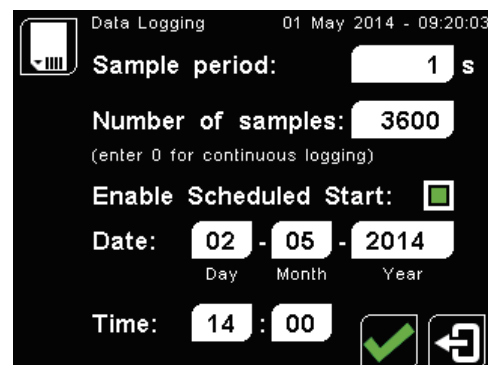 Data Logging 01 May 2014 - 09:20:03
Sample period: 1 s
Number of samples: 3600
(enter 0 for continuous logging)
Enable Scheduled Start:
Date: 02 - 05 - 2014
Day Month Year
Time: 14 : 00